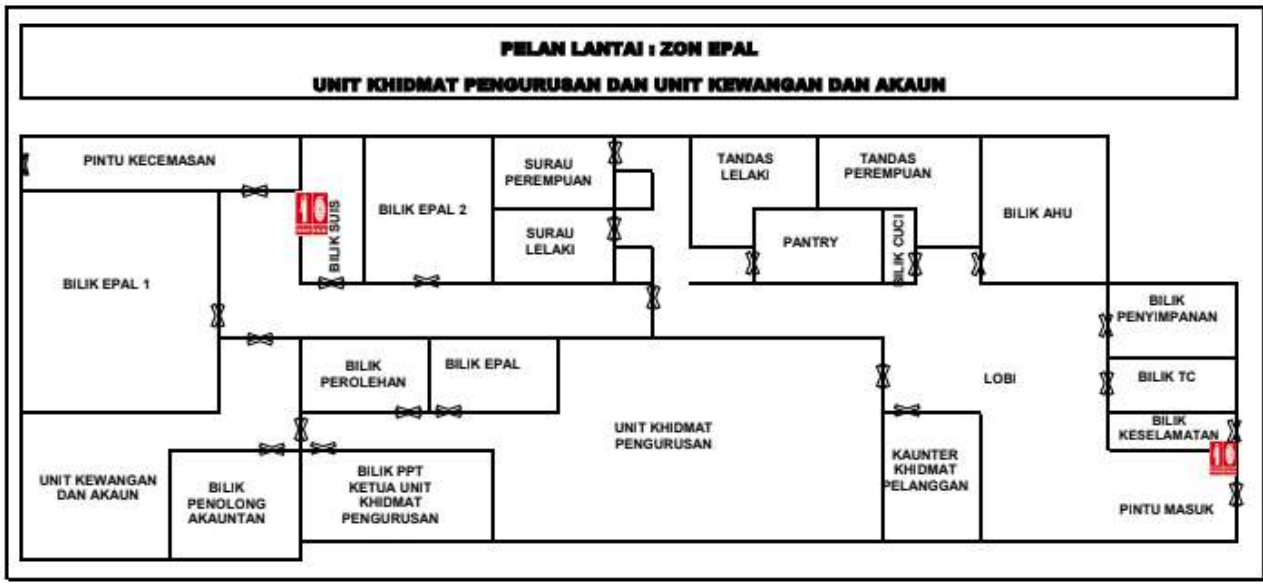 PELAN LANTAI : ZON EPAL
UNIT KHIDMAT PENGURUSAN DAN UNIT KEWANGAN DAN AKAUN
PINTU KECEMASAN
BILIK SUIS
BILIK EPAL 2
SURAU
PEREMPUAN
SURAU
LELAKI
TANDAS
LELAKI
TANDAS
PEREMPUAN
PANTRY
BILIK CUCI
BILIK AHU
BILIK EPAL 1
BILIK
PENYIMPANAN
BILIK
PEROLEHAN
BILIK EPAL
LOBI
BILIK TC
UNIT KHIDMAT
PENGURUSAN
BILIK
KESELAMATAN
KAUNTER
KHIDMAT
PELANGGAN
UNIT KEWANGAN
DAN AKAUN
BILIK
PENOLONG
AKAUNTAN
BILIK PPT
KETUA UNIT
KHIDMAT
PENGURUSAN
PINTU MASUK